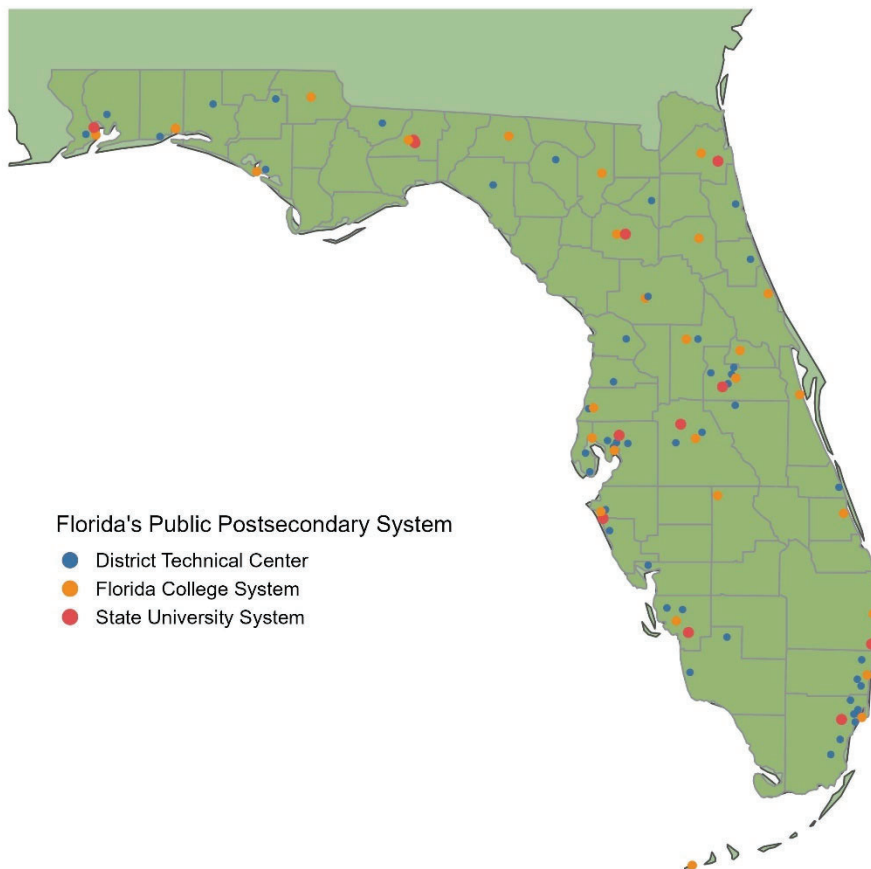 Florida's Public Postsecondary System
District Technical Center
Florida College System
State University System